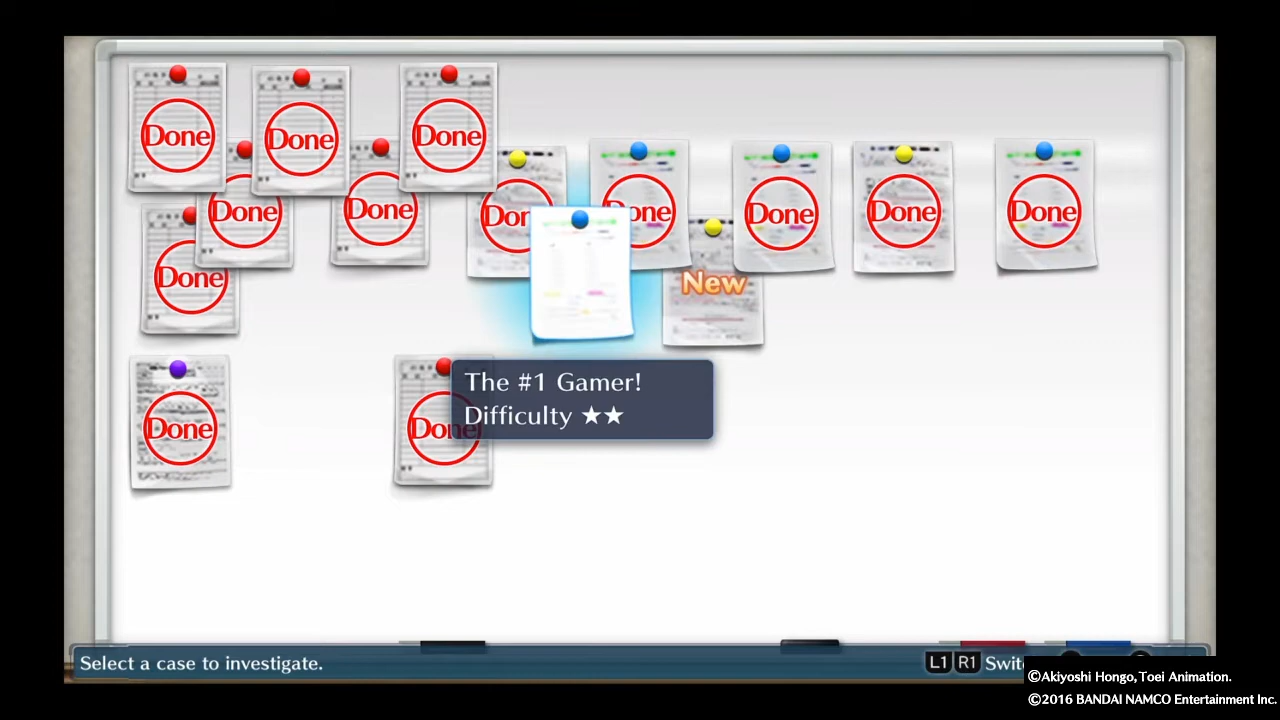 Done
Done
Done
Done
Done
Done
Done
Done
Done
Done
Done
New
The #1 Gamer!
Difficulty ★★
Done
Done
Select a case to investigate.
L1 R1
©Akiyoshi Hongo, Toei Animation.
©2016 BANDAI NAMCO Entertainment Inc.